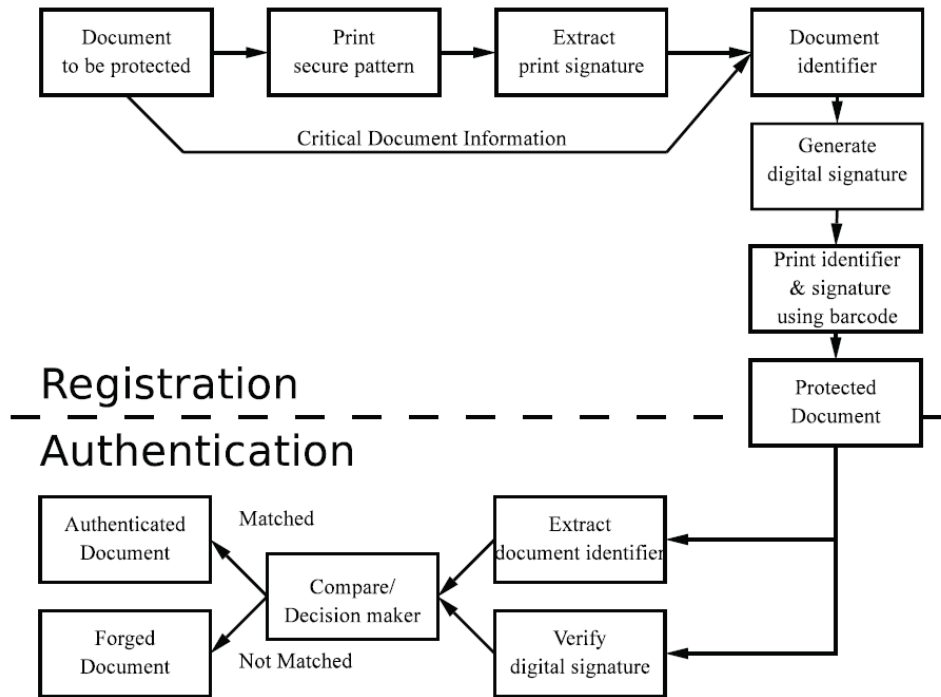 Document
to be protected
Print
secure pattern
Extract
print signature
Document
identifier
Critical Document Information
Generate
digital signature
Print identifier
& signature
using barcode
Registration
Protected
Document
Authentication
Authenticated
Document
Matched
Extract
document identifier
Compare/
Decision maker
Forged
Document
Not Matched
Verify
digital signature